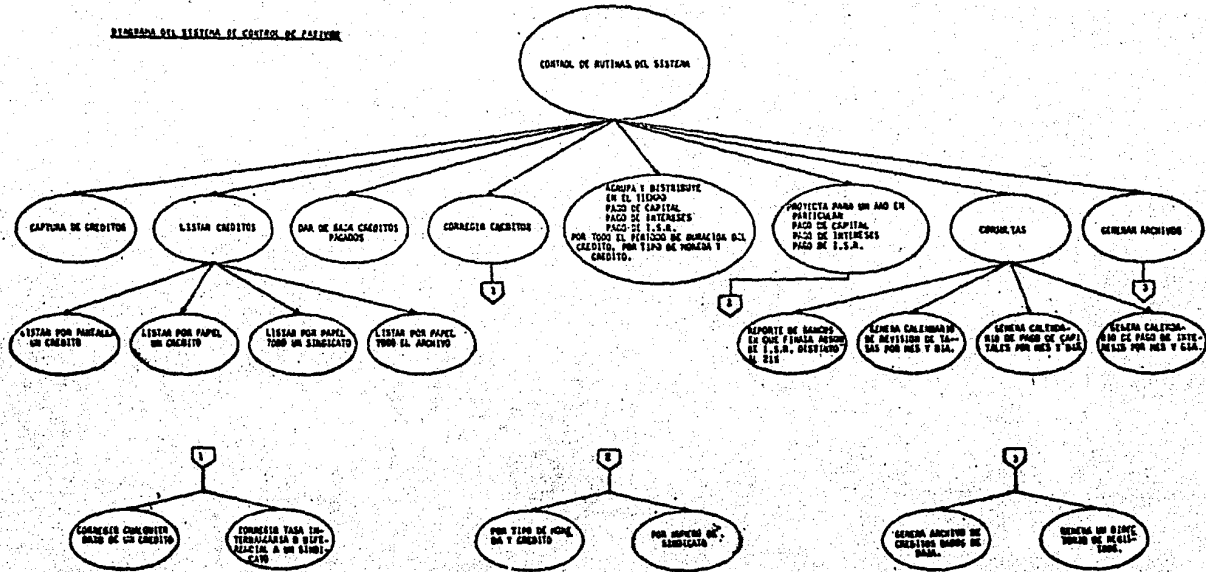 DIAGRAMA DEL SISTEMA DE CONTROL DE PASIVOS
CONTROL DE RUTINAS DEL SISTEMA
CAPTURA DE CREDITOS
LISTAR CREDITOS
DAR DE BAJA CREDITOS
PAGADOS
CORREGIR CREDITOS
AGRUPA Y DISTRIBUYE
EN EL TIEMPO
PAGO DE CAPITAL
PAGO DE INTERESES
PAGO DE I.S.R.
POR TODO EL PERIODO DE DURACION DEL
CREDITO, POR TIPO DE MONEDA Y
CREDITO.
PROYECTA PARA UN AÑO EN
PARTICULAR
PAGO DE CAPITAL
PAGO DE INTERESES
PAGO DE I.S.R.
CONSULTAS
GENERAR ARCHIVOS
1
2
3
LISTAR POR PANTALLA
UN CREDITO
LISTAR POR PAPEL
UN CREDITO
LISTAR POR PAPEL
TODO UN SINDICATO
LISTAR POR PAPEL
TODO EL ARCHIVO
REPORTE DE BANCOS
EN QUE FINAIA
DE I.S.R. DISTINTO
GENERA CALENDARIO
DE REVISION DE TA-
SAS POR MES Y DIA.
GENERA CALENDA-
RIO DE PAGO DE CAPI
TALES POR MES Y DIA.
GENERA CALENDA-
RIO DE PAGO DE INTE-
RESES POR MES Y DIA.
1
2
3
CORREGIR CUALQUIER
DATO DE UN CREDITO
CORREGIR TASA IN-
TERBANCARIA O DIFE-
RENCIAL A UN SINDI-
CATO
POR TIPO DE MONE
DA Y CREDITO
POR NUMERO DE
SINDICATO
GENERA ARCHIVO DE
CREDITOS DADOS DE
BAJA.
GENERA UN DIREC
TORIO DE REGIS-
TROS.